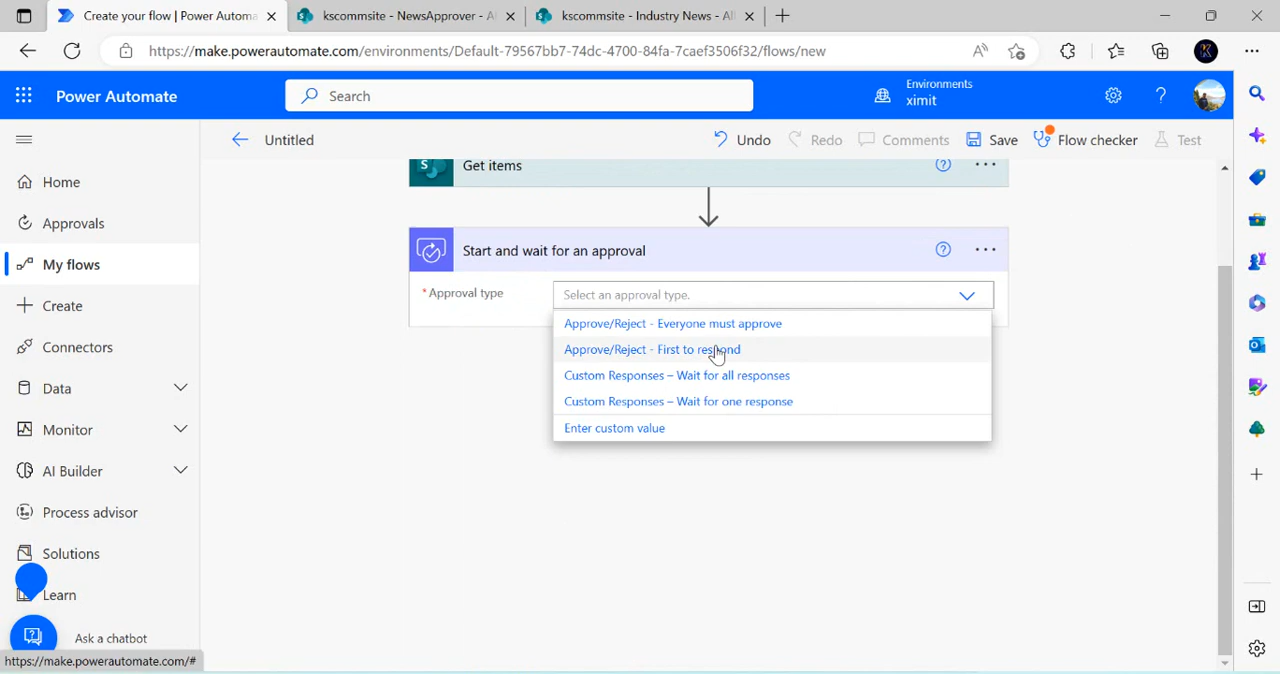 Create your flow | Power Automa
kscommsite - NewsApprover - Al
kscommsite - Industry News - All
https://make.powerautomate.com/environments/Default-79567bb7-74dc-4700-84fa-7caef3506f32/flows/new
K
Power Automate
Search
Environments
ximit
Untitled
Undo
Redo
Comments
Save
Flow checker
Test
Home
Approvals
My flows
Create
Connectors
Data
Monitor
AI Builder
Process advisor
Solutions
Learn
Ask a chatbot
Get items
Start and wait for an approval
* Approval type
Select an approval type.
Approve/Reject - Everyone must approve
Approve/Reject - First to respond
Custom Responses – Wait for all responses
Custom Responses – Wait for one response
Enter custom value
https://make.powerautomate.com/#